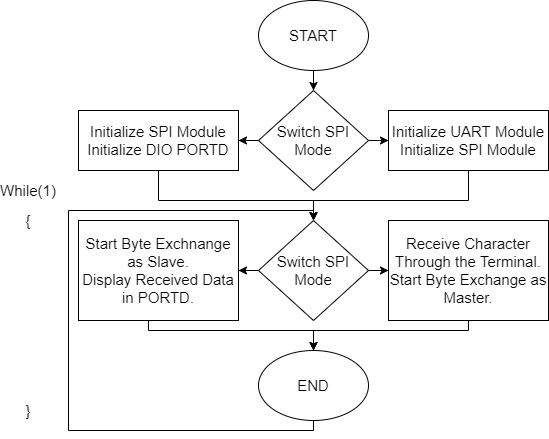 START
Initialize SPI Module
Initialize DIO PORTD
Switch SPI
Mode
Initialize UART Module
Initialize SPI Module
While(1)
{
Start Byte Exchnange
as Slave.
Display Received Data
in PORTD.
Switch SPI
Mode
Receive Character
Through the Terminal.
Start Byte Exchange as
Master.
END
}